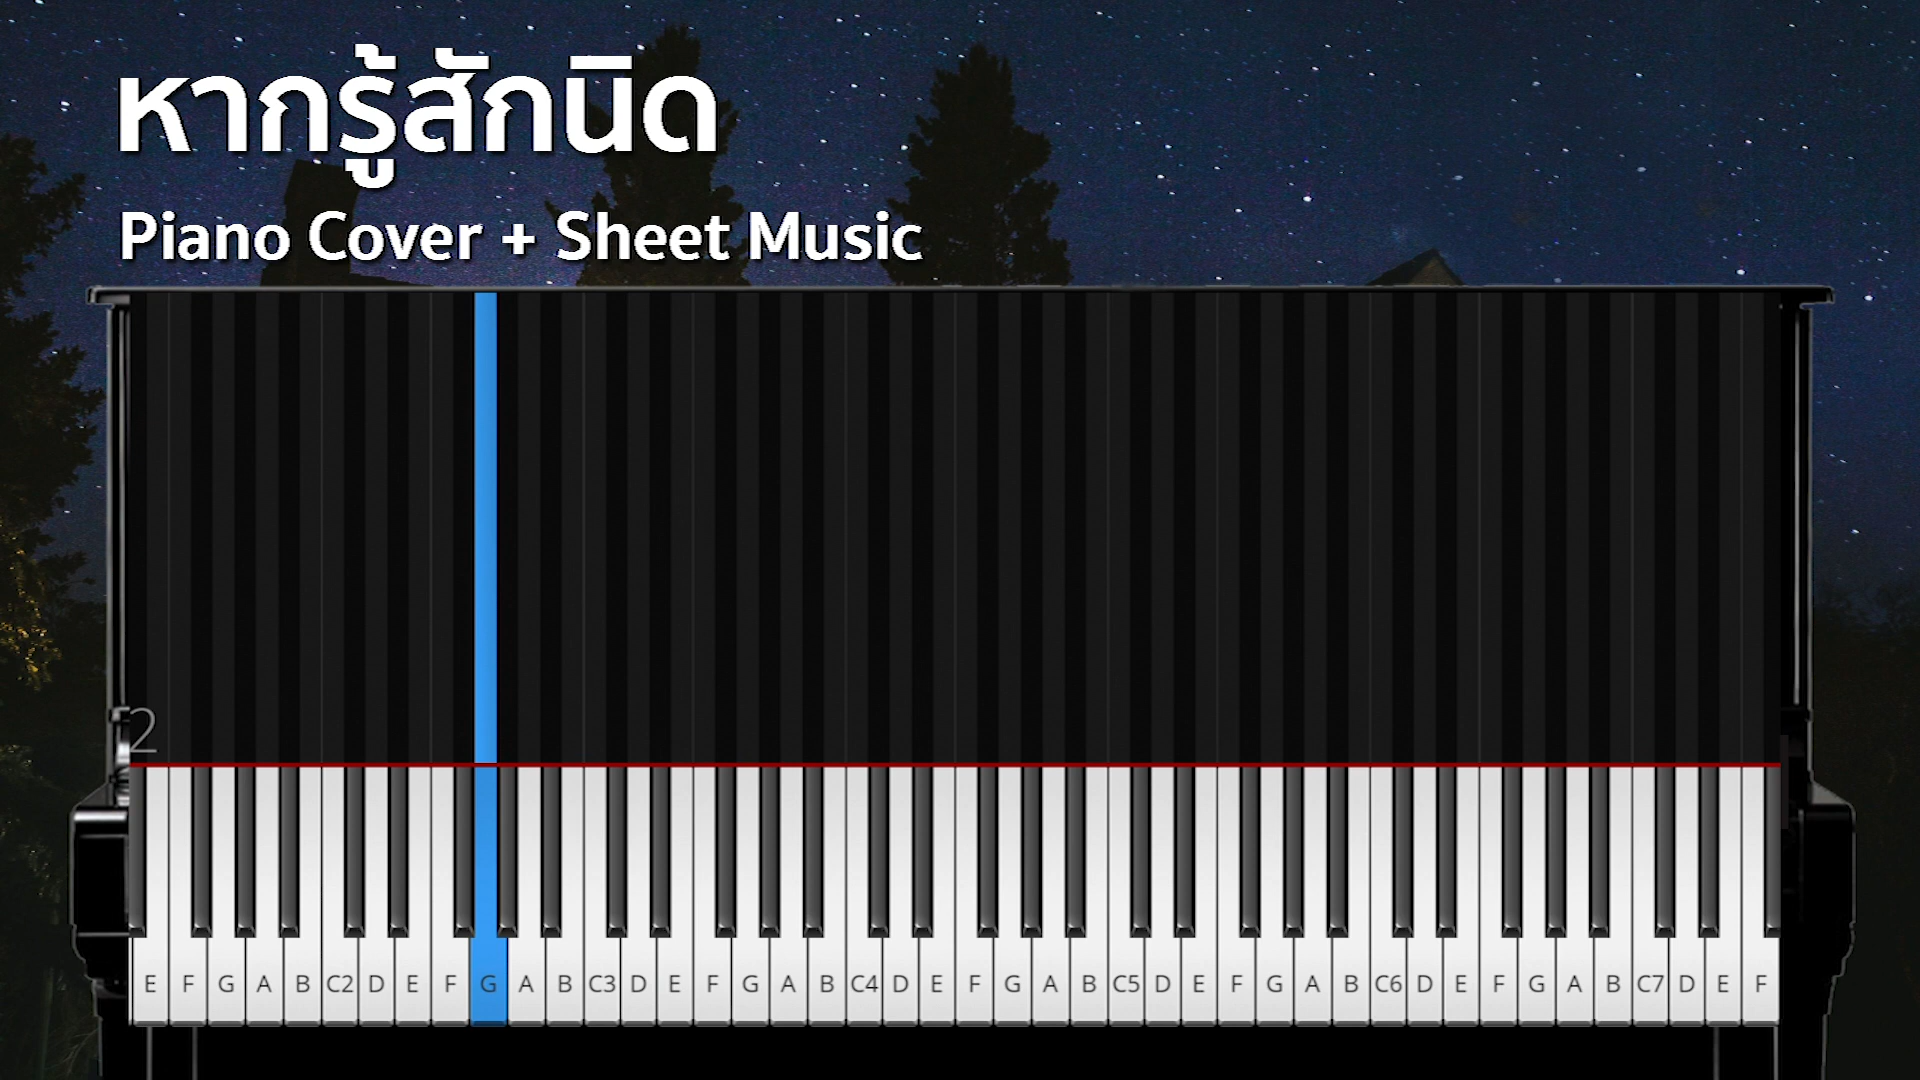 หากรู้สักนิด
Piano Cover + Sheet Music
2
E F G A B C2 D E F G A B C3 D E F G A B C4 D E F G A B C5 D E F G A B C6 D E F G A B C7 D E F